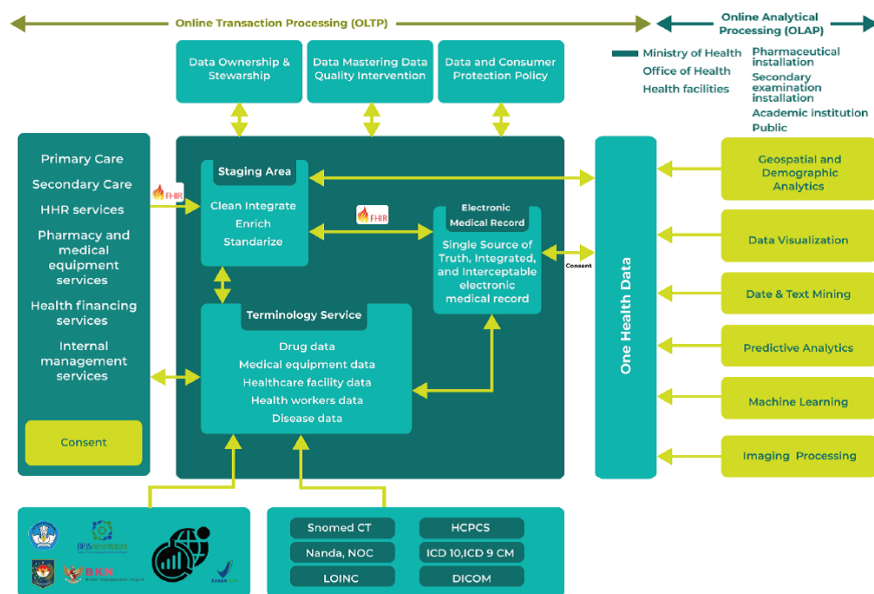 Online Transaction Processing (OLTP)
Online Analytical
Processing (OLAP)
Data Ownership &
Stewarship
Data Mastering Data
Quality Intervention
Data and Consumer
Protection Policy
Ministry of Health
Office of Health
Health facilities
Pharmaceutical
installation
Secondary
examination
installation
Academic institution
Public
Primary Care
Secondary Care
HHR services
Pharmacy and
medical
equipment
services
Health financing
services
Internal
management
services
Consent
FHIR
Staging Area
Clean Integrate
Enrich
Standarize
FHIR
Electronic
Medical Record
Single Source of
Truth, Integrated,
and Interceptable
electronic
medical record
Consent
Terminology Service
Drug data
Medical equipment data
Healthcare facility data
Health workers data
Disease data
One Health Data
Geospatial and
Demographic
Analytics
Data Visualization
Date & Text Mining
Predictive Analytics
Machine Learning
Imaging Processing
BPJS Kesehatan
BKN
Snomed CT
HCPCS
Nanda, NOC
ICD 10,ICD 9 CM
LOINC
DICOM